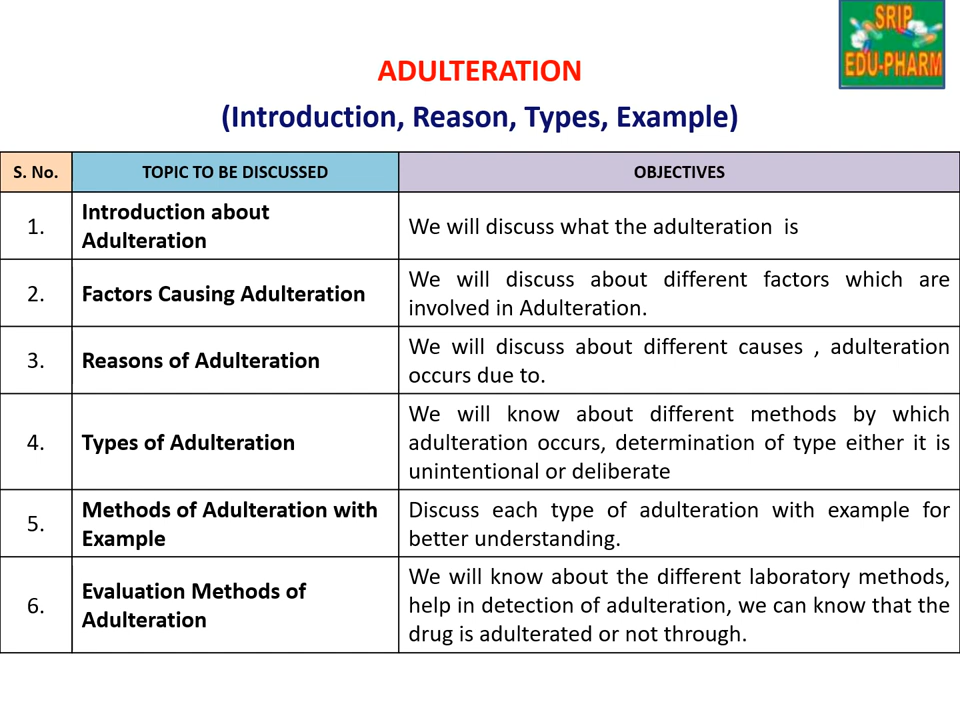 SRIP
EDU-PHARM
ADULTERATION
(Introduction, Reason, Types, Example)
S. No.
TOPIC TO BE DISCUSSED
OBJECTIVES
1.
Introduction about
Adulteration
We will discuss what the adulteration  is
2.
Factors Causing Adulteration
We will discuss about different factors which are
involved in Adulteration.
3.
Reasons of Adulteration
We will discuss about different causes , adulteration
occurs due to.
4.
Types of Adulteration
We will know about different methods by which
adulteration occurs, determination of type either it is
unintentional or deliberate
5.
Methods of Adulteration with
Example
Discuss each type of adulteration with example for
better understanding.
6.
Evaluation Methods of
Adulteration
We will know about the different laboratory methods,
help in detection of adulteration, we can know that the
drug is adulterated or not through.